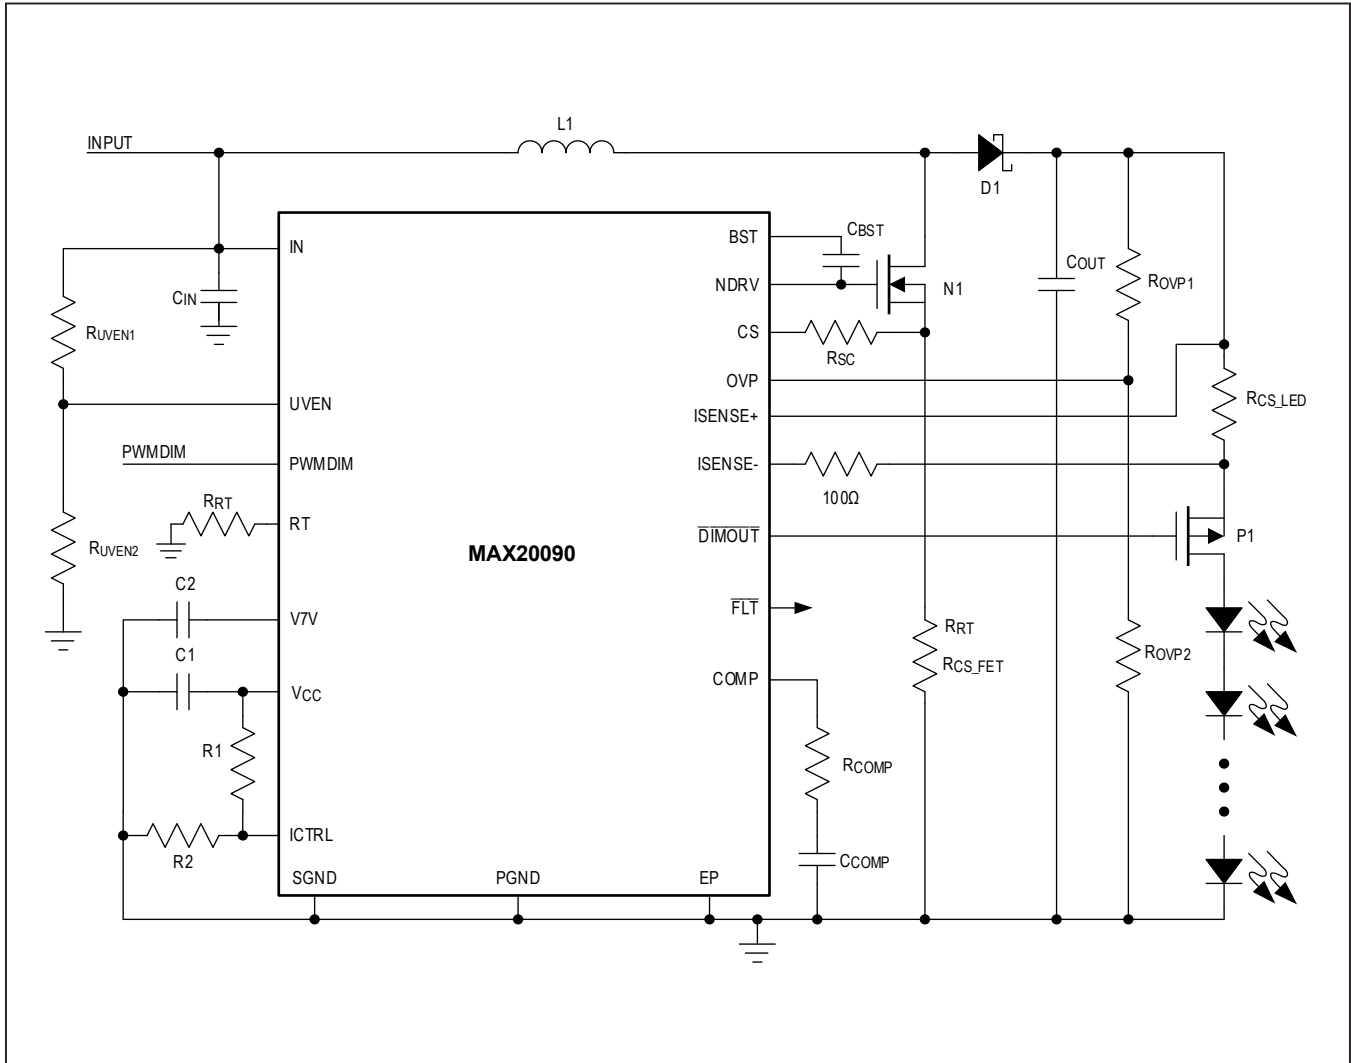 L1
INPUT
D1
IN
BST
CBST
COUT
ROVP1
NDRV
N1
CIN
RUVEN1
CS
RSC
OVP
UVEN
ISENSE+
RCS_LED
PWMDIM
PWMDIM
ISENSE-
100Ω
RRT
RT
DIMOUT
P1
RUVEN2
MAX20090
C2
V7V
FLT
RRT
C1
ROVP2
RCS_FET
VCC
COMP
R1
RCOMP
ICTRL
R2
CCOMP
SGND
PGND
EP